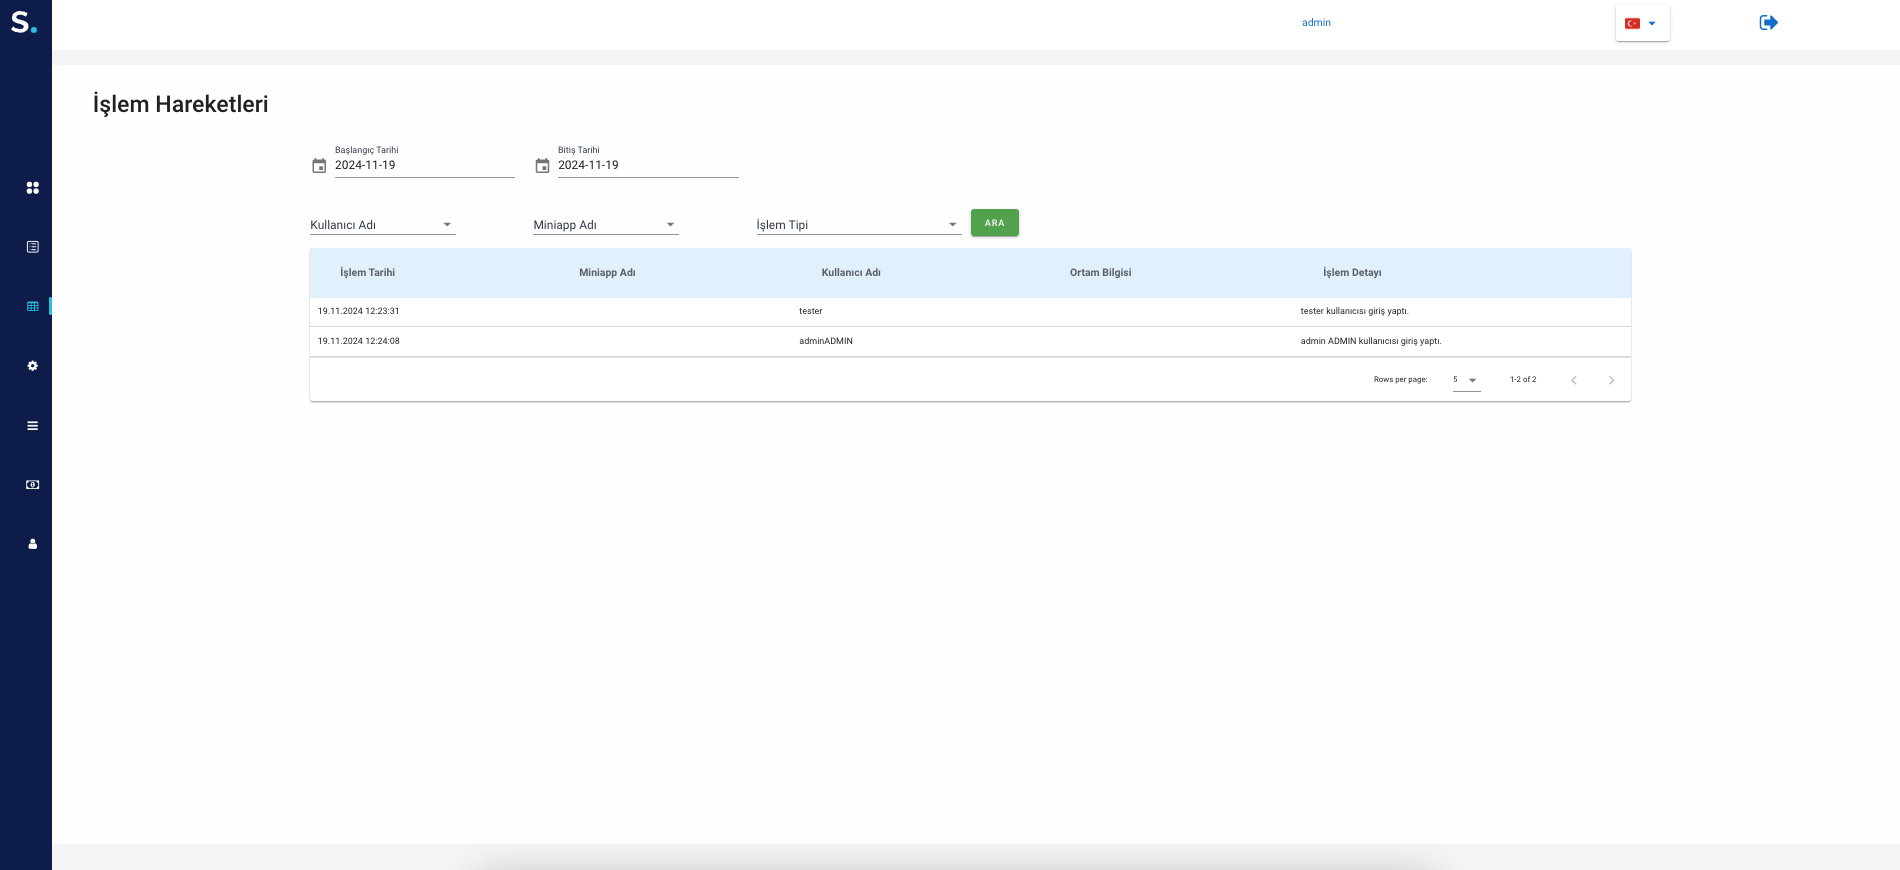 S.
admin
İşlem Hareketleri
Başlangıç Tarihi
2024-11-19
Bitiş Tarihi
2024-11-19
Kullanıcı Adı
Miniapp Adı
İşlem Tipi
ARA
İşlem Tarihi Miniapp Adı Kullanıcı Adı Ortam Bilgisi İşlem Detayı
19.11.2024 12:23:31 tester tester kullanıcısı giriş yaptı.
19.11.2024 12:24:08 adminADMIN admin ADMIN kullanıcısı giriş yaptı.
Rows per page: 5 1-2 of 2